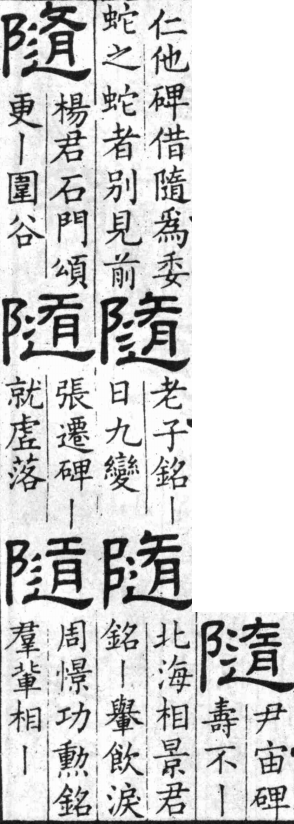 隨
尹宙碑
壽不丨
仁他碑借隨爲委
蛇之蛇者别見前
隨
老子銘丨
日九變
隨
北海相景君
銘丨轝飲淚
隨
楊君石門頌
更丨圍谷
隨
張遷碑丨
就虚落
隨
周憬功勳銘
羣輩相丨